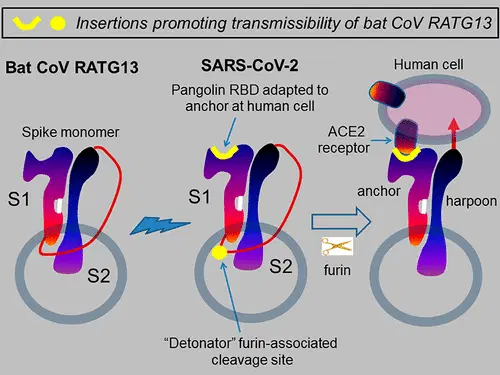 Insertions promoting transmissibility of bat CoV RATG13
Bat CoV RATG13
SARS-CoV-2
Human cell
Pangolin RBD adapted to
anchor at human cell
Spike monomer
ACE2
receptor
S1
S1
anchor
harpoon
S2
S2
furin
“Detonator” furin-associated
cleavage site